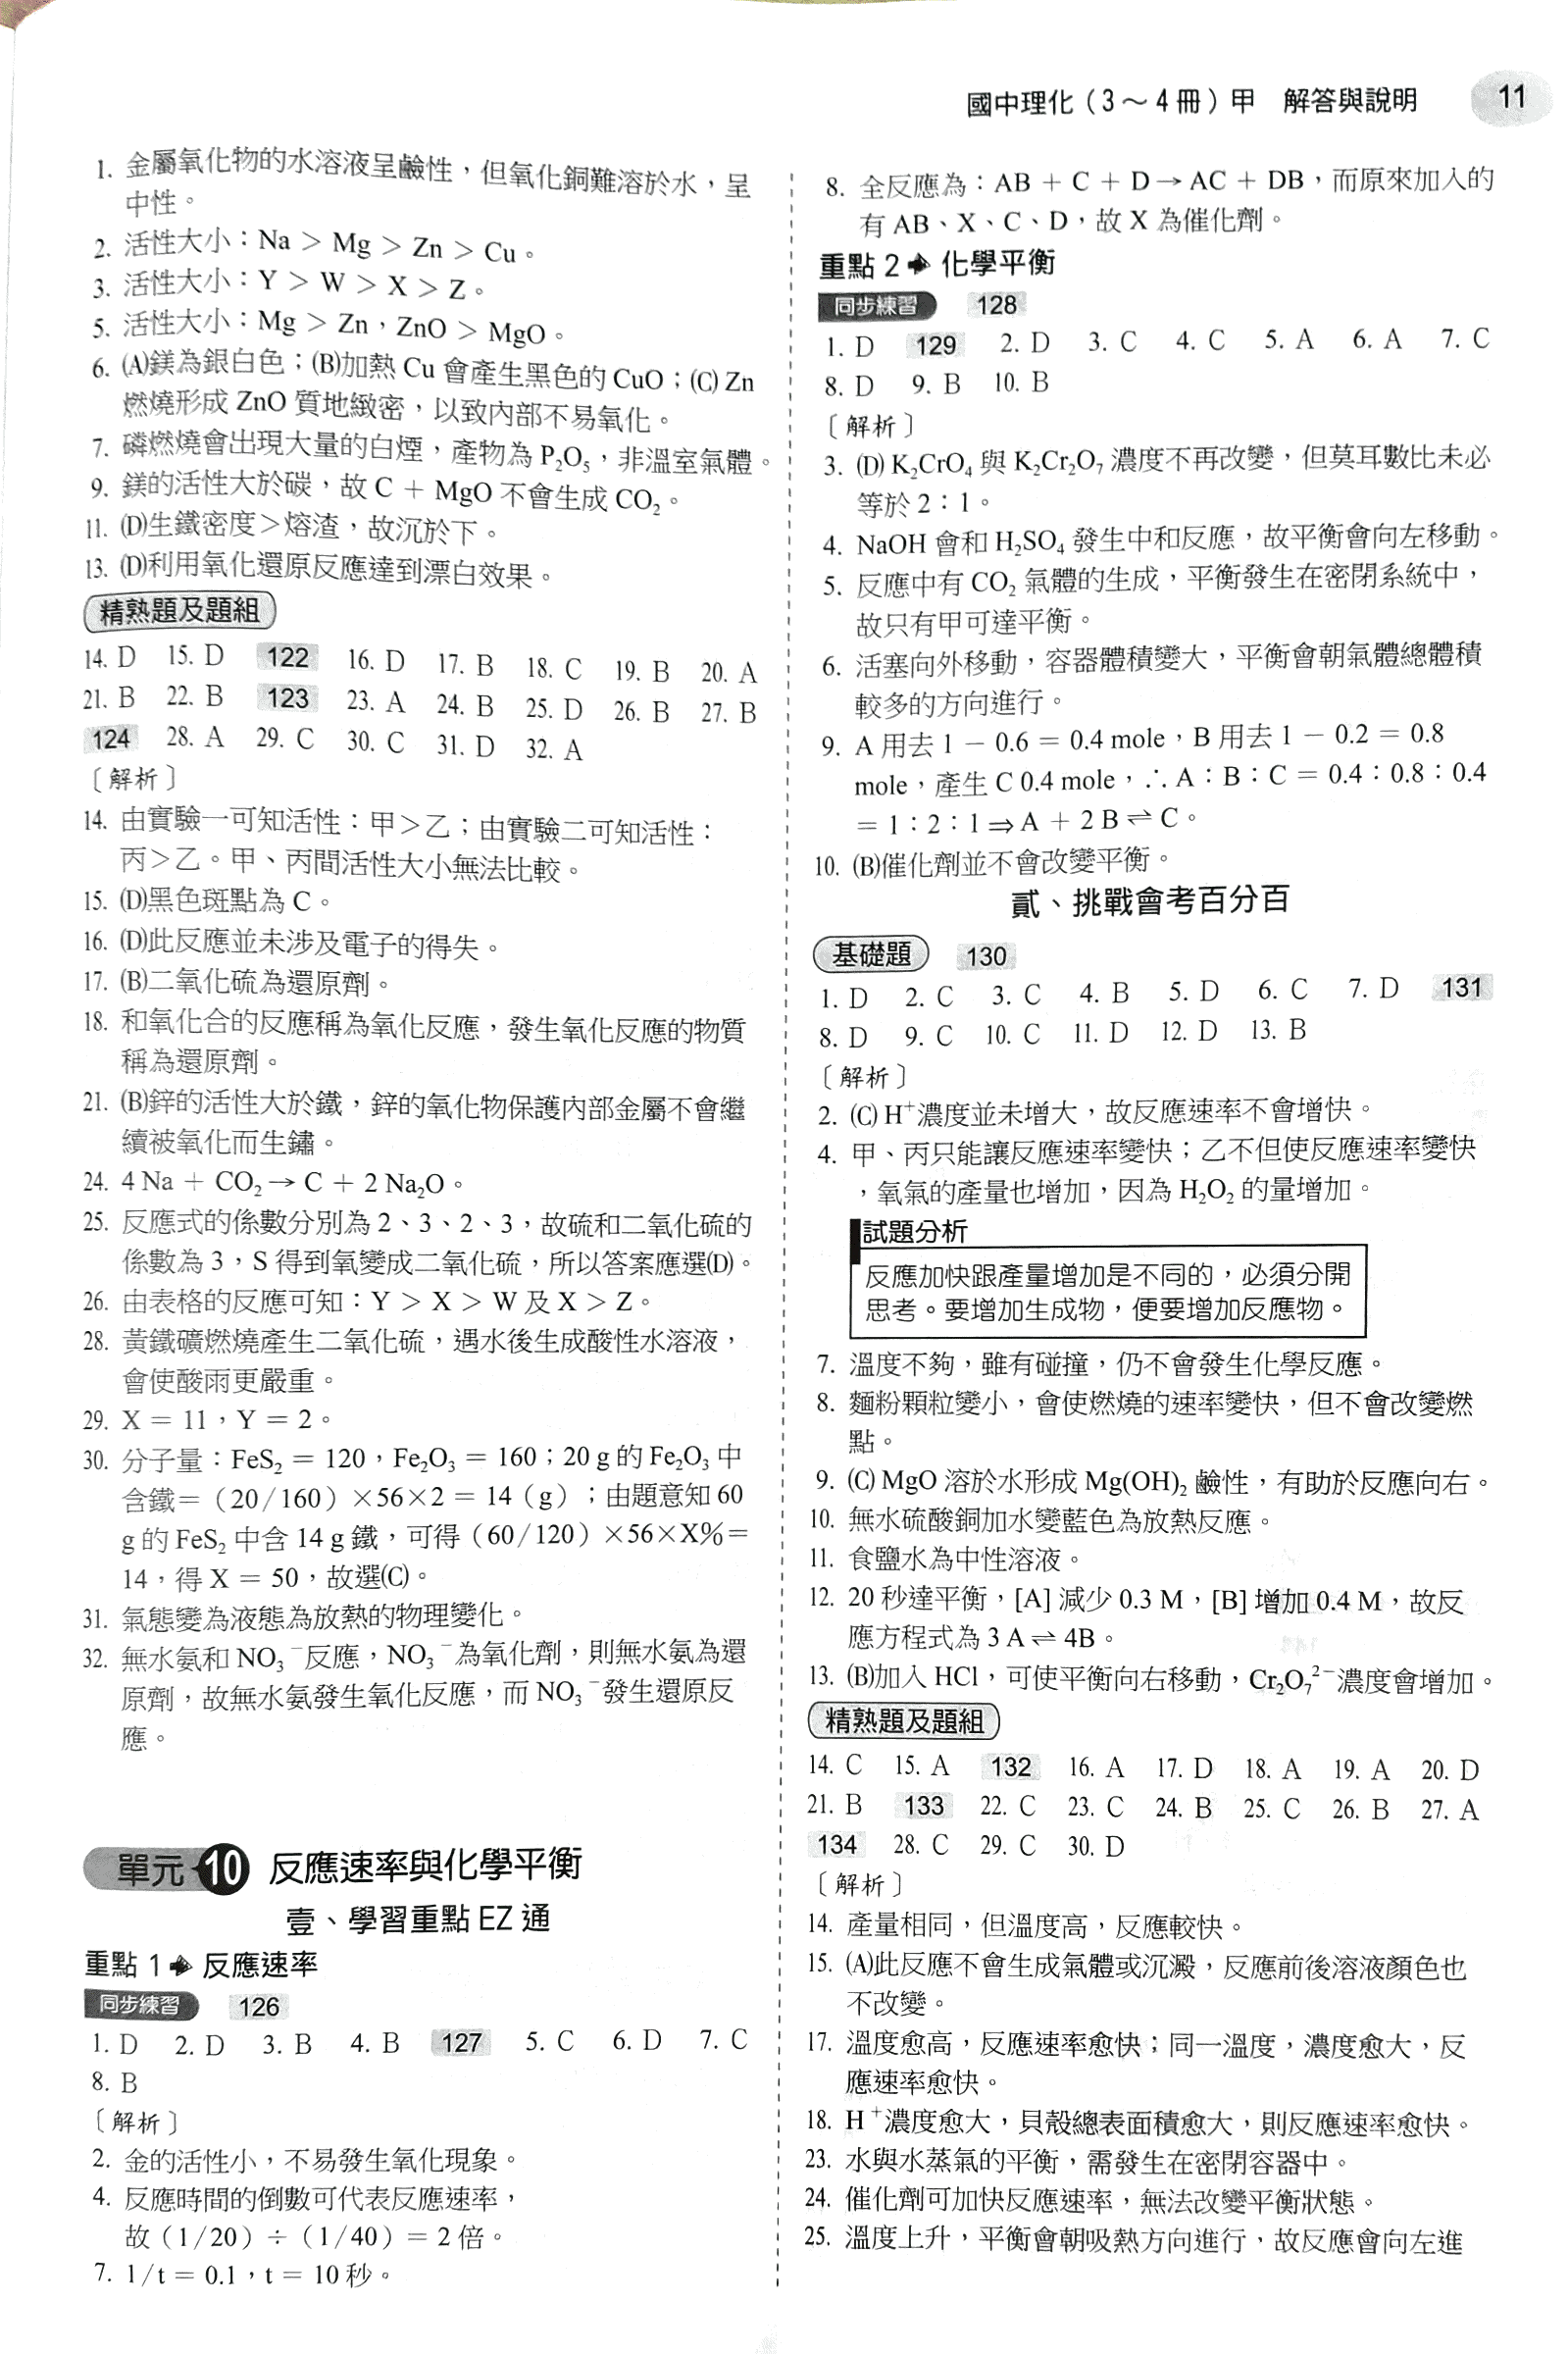 國中理化（3～4冊）甲　解答與說明　11
1. 金屬氧化物的水溶液呈鹼性，但氧化銅難溶於水，呈
中性。
2. 活性大小：Na > Mg > Zn > Cu。
3. 活性大小：Y > W > X > Z。
5. 活性大小：Mg > Zn，ZnO > MgO。
6. (A)鎂為銀白色；(B)加熱 Cu 會產生黑色的 CuO；(C) Zn
燃燒形成 ZnO 質地緻密，以致內部不易氧化。
7. 磷燃燒會出現大量的白煙，產物為 P₂O₅，非溫室氣體。
9. 鎂的活性大於碳，故 C + MgO 不會生成 CO₂。
11. (D)生鐵密度＞熔渣，故沉於下。
13. (D)利用氧化還原反應達到漂白效果。
精熟題及題組
14. D 15. D 122 16. D 17. B 18. C 19. B 20. A
21. B 22. B 123 23. A 24. B 25. D 26. B 27. B
124 28. A 29. C 30. C 31. D 32. A
〔解析〕
14. 由實驗一可知活性：甲＞乙；由實驗二可知活性：
丙＞乙。甲、丙間活性大小無法比較。
15. (D)黑色斑點為 C。
16. (D)此反應並未涉及電子的得失。
17. (B)二氧化硫為還原劑。
18. 和氧化合的反應稱為氧化反應，發生氧化反應的物質
稱為還原劑。
21. (B)鋅的活性大於鐵，鋅的氧化物保護內部金屬不會繼
續被氧化而生鏽。
24. 4 Na + CO₂ → C + 2 Na₂O。
25. 反應式的係數分別為 2、3、2、3，故硫和二氧化硫的
係數為 3，S 得到氧變成二氧化硫，所以答案應選(D)。
26. 由表格的反應可知：Y > X > W 及 X > Z。
28. 黃鐵礦燃燒產生二氧化硫，遇水後生成酸性水溶液，
會使酸雨更嚴重。
29. X = 11，Y = 2。
30. 分子量：FeS₂ = 120，Fe₂O₃ = 160；20 g 的 Fe₂O₃ 中
含鐵＝（20/160）×56×2 = 14（g）；由題意知 60
g 的 FeS₂ 中含 14 g 鐵，可得（60/120）×56×X%＝
14，得 X = 50，故選(C)。
31. 氣態變為液態為放熱的物理變化。
32. 無水氨和 NO₃⁻ 反應，NO₃⁻ 為氧化劑，則無水氨為還
原劑，故無水氨發生氧化反應，而 NO₃⁻ 發生還原反
應。
單元 10 反應速率與化學平衡
壹、學習重點 EZ 通
重點 1 反應速率
同步練習 126
1. D 2. D 3. B 4. B 127 5. C 6. D 7. C
8. B
〔解析〕
2. 金的活性小，不易發生氧化現象。
4. 反應時間的倒數可代表反應速率，
故（1/20）÷（1/40）＝ 2 倍。
7. 1/t = 0.1，t = 10 秒。
8. 全反應為：AB + C + D → AC + DB，而原來加入的
有 AB、X、C、D，故 X 為催化劑。
重點 2 化學平衡
同步練習 128
1. D 129 2. D 3. C 4. C 5. A 6. A 7. C
8. D 9. B 10. B
〔解析〕
3. (D) K₂CrO₄ 與 K₂Cr₂O₇ 濃度不再改變，但莫耳數比未必
等於 2：1。
4. NaOH 會和 H₂SO₄ 發生中和反應，故平衡會向左移動。
5. 反應中有 CO₂ 氣體的生成，平衡發生在密閉系統中，
故只有甲可達平衡。
6. 活塞向外移動，容器體積變大，平衡會朝氣體總體積
較多的方向進行。
9. A 用去 1 － 0.6 = 0.4 mole，B 用去 1 － 0.2 = 0.8
mole，產生 C 0.4 mole，∴ A：B：C = 0.4：0.8：0.4
= 1：2：1 ⇒ A + 2 B ⇌ C。
10. (B)催化劑並不會改變平衡。
貳、挑戰會考百分百
基礎題 130
1. D 2. C 3. C 4. B 5. D 6. C 7. D 131
8. D 9. C 10. C 11. D 12. D 13. B
〔解析〕
2. (C) H⁺濃度並未增大，故反應速率不會增快。
4. 甲、丙只能讓反應速率變快；乙不但使反應速率變快
，氧氣的產量也增加，因為 H₂O₂ 的量增加。
試題分析
反應加快跟產量增加是不同的，必須分開
思考。要增加生成物，便要增加反應物。
7. 溫度不夠，雖有碰撞，仍不會發生化學反應。
8. 麵粉顆粒變小，會使燃燒的速率變快，但不會改變燃
點。
9. (C) MgO 溶於水形成 Mg(OH)₂ 鹼性，有助於反應向右。
10. 無水硫酸銅加水變藍色為放熱反應。
11. 食鹽水為中性溶液。
12. 20 秒達平衡，[A] 減少 0.3 M，[B] 增加 0.4 M，故反
應方程式為 3 A ⇌ 4B。
13. (B)加入 HCl，可使平衡向右移動，Cr₂O₇²⁻ 濃度會增加。
精熟題及題組
14. C 15. A 132 16. A 17. D 18. A 19. A 20. D
21. B 133 22. C 23. C 24. B 25. C 26. B 27. A
134 28. C 29. C 30. D
〔解析〕
14. 產量相同，但溫度高，反應較快。
15. (A)此反應不會生成氣體或沉澱，反應前後溶液顏色也
不改變。
17. 溫度愈高，反應速率愈快；同一溫度，濃度愈大，反
應速率愈快。
18. H⁺濃度愈大，貝殼總表面積愈大，則反應速率愈快。
23. 水與水蒸氣的平衡，需發生在密閉容器中。
24. 催化劑可加快反應速率，無法改變平衡狀態。
25. 溫度上升，平衡會朝吸熱方向進行，故反應會向左進